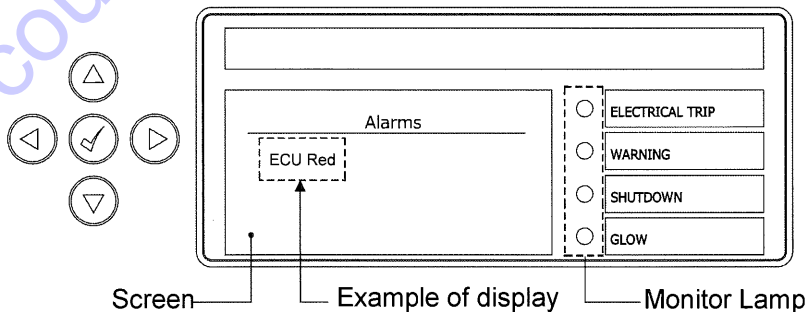 Alarms
ECU Red
ELECTRICAL TRIP
WARNING
SHUTDOWN
GLOW
Screen
Example of display
Monitor Lamp